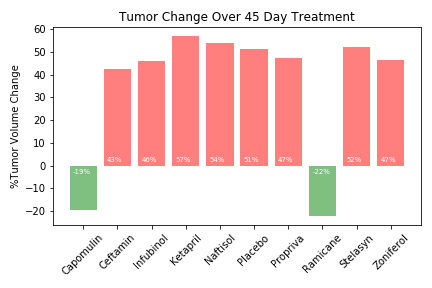 Tumor Change Over 45 Day Treatment
%Tumor Volume Change
60
50
40
30
20
10
0
−10
−20
-19%
43%
46%
57%
54%
51%
47%
-22%
52%
47%
Capomulin
Ceftamin
Infubinol
Ketapril
Naftisol
Placebo
Propriva
Ramicane
Stelasyn
Zoniferol